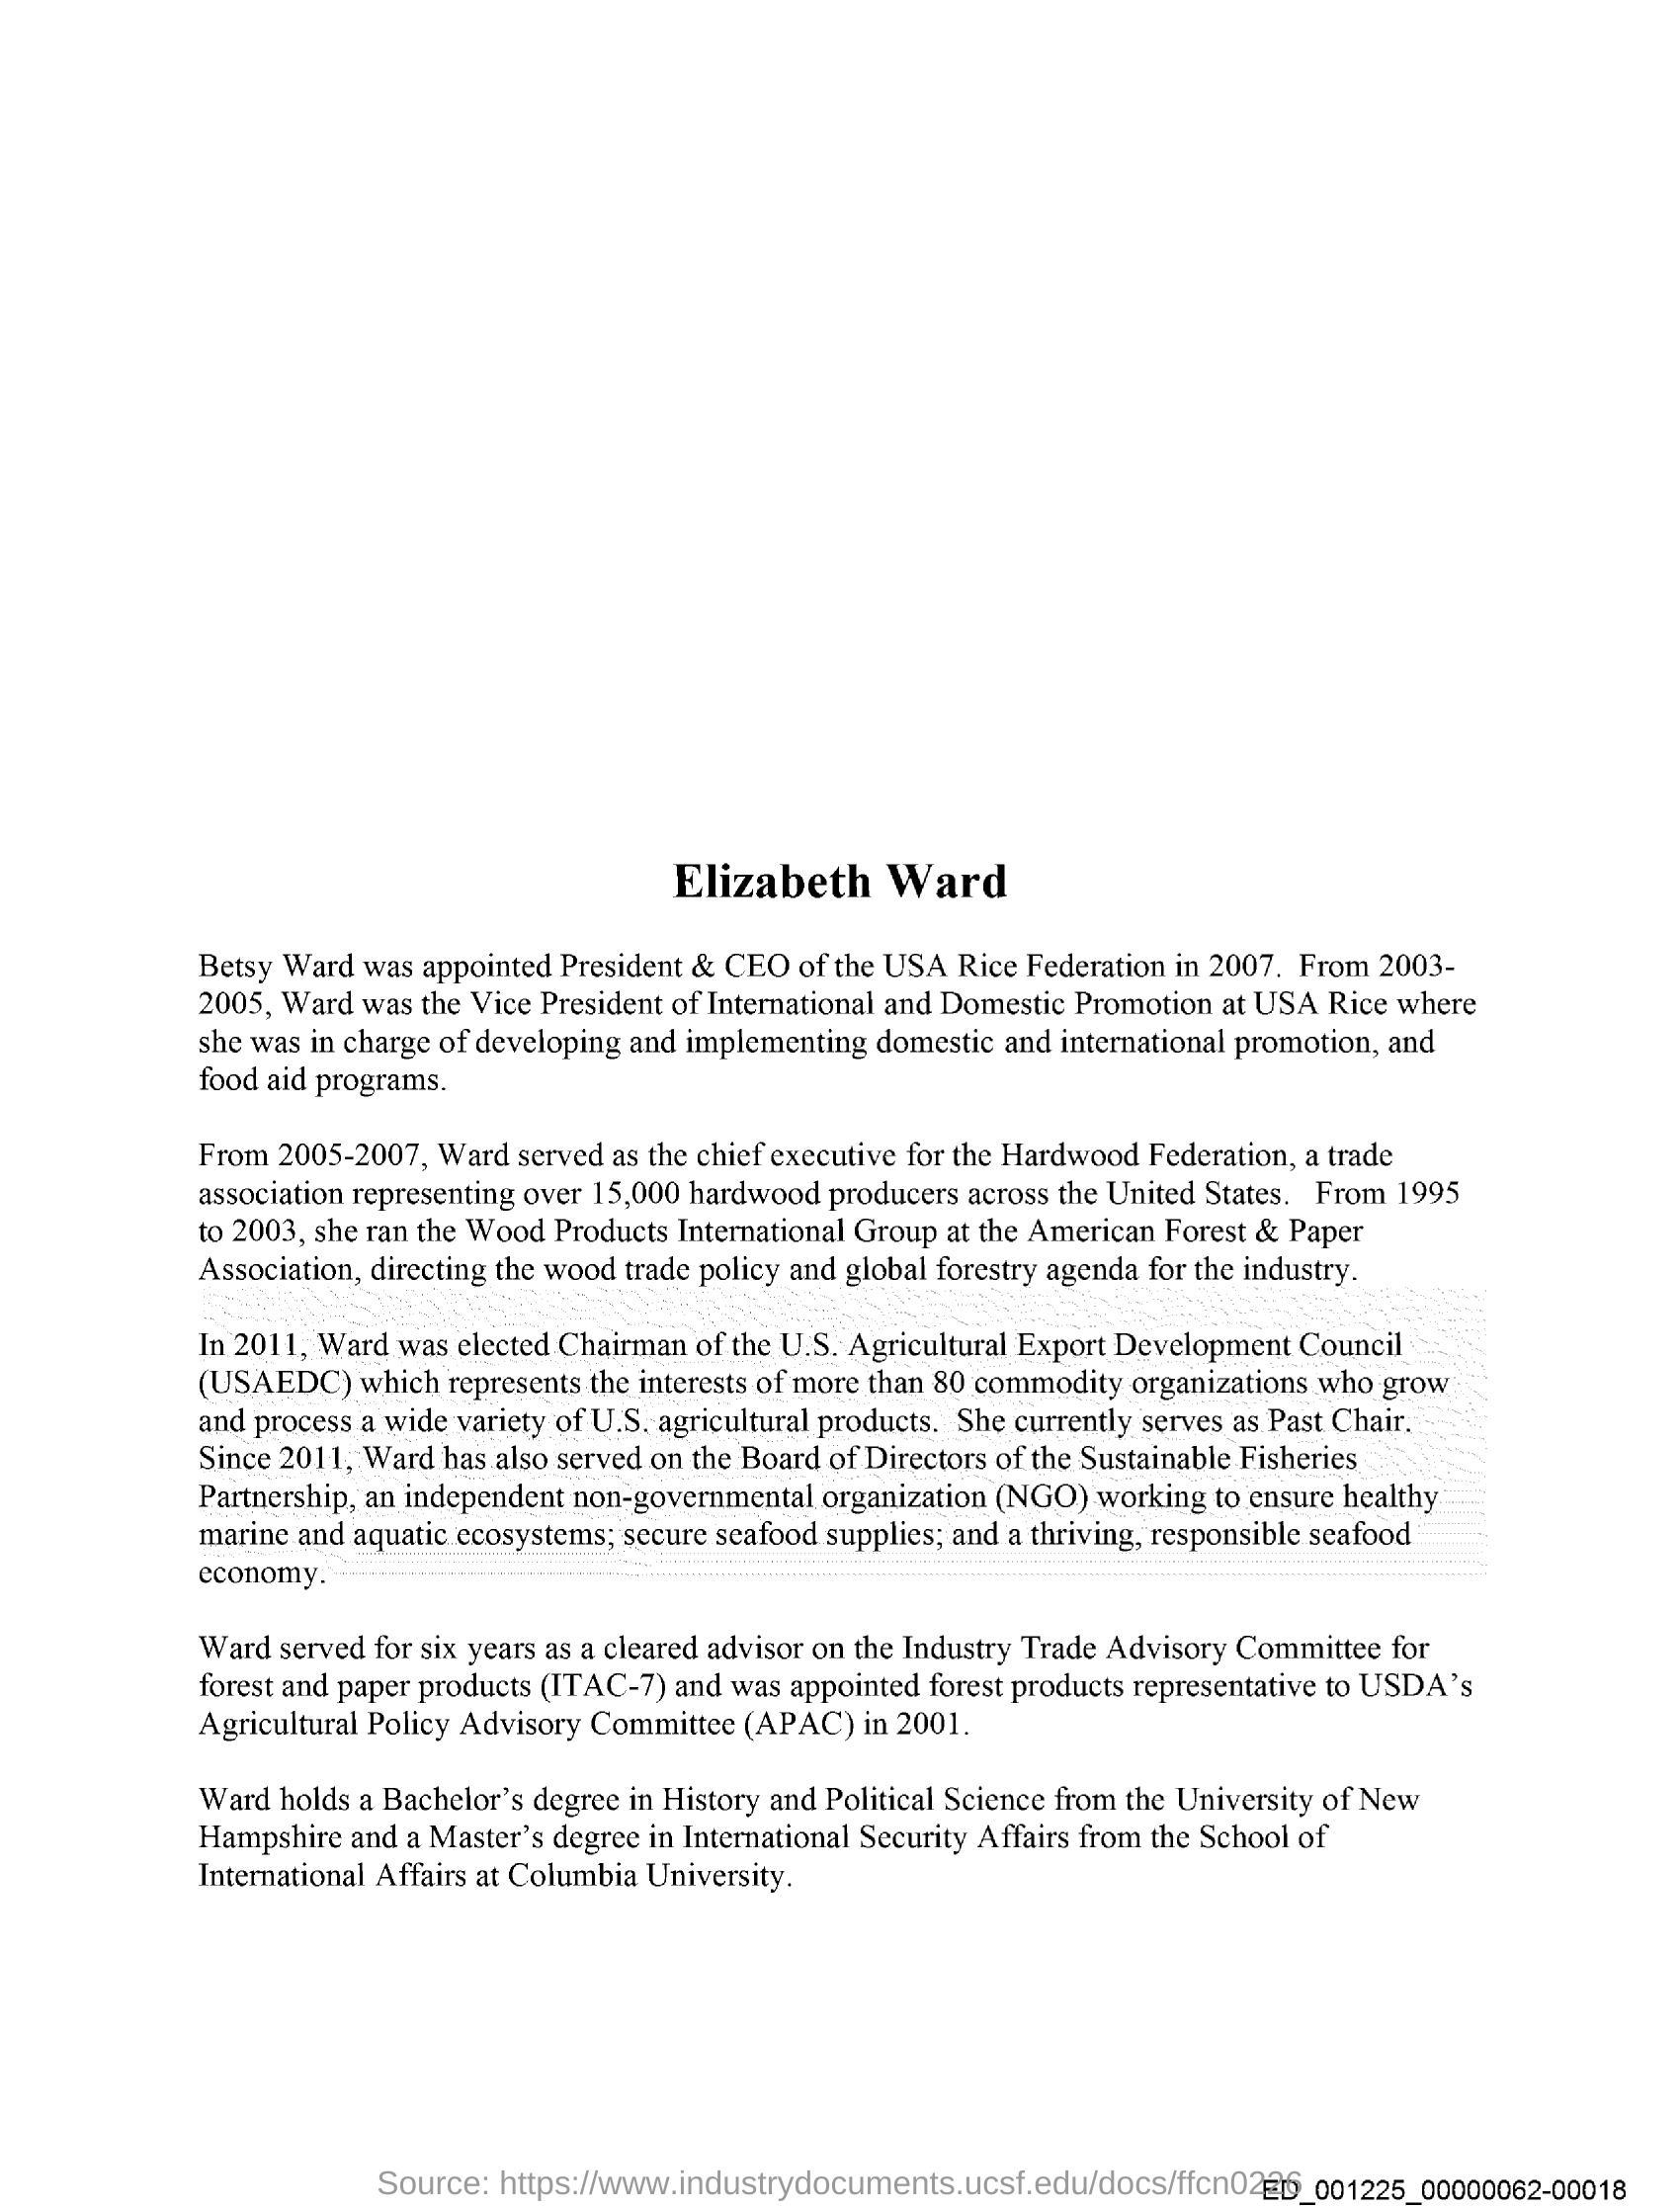 Elizabeth Ward
Betsy Ward was appointed President & CEO of the USA Rice Federation in 2007. From 2003-
2005, Ward was the Vice President of International and Domestic Promotion at USA Rice where
she was in charge of developing and implementing domestic and international promotion, and
food aid programs.
From 2005-2007, Ward served as the chief executive for the Hardwood Federation, a trade
association representing over 15,000 hardwood producers across the United States. From 1995
to 2003, she ran the Wood Products International Group at the American Forest & Paper
Association, directing the wood trade policy and global forestry agenda for the industry.
In 2011, Ward was elected Chairman of the U.S. Agricultural Export Development Council
(USAEDC) which represents the interests of more than 80 commodity organizations who grow
and process a wide variety of U.S. agricultural products. She currently serves as Past Chair.
Since 2011, Ward has also served on the Board of Directors of the Sustainable Fisheries
Partnership, an independent non-governmental organization (NGO) working to ensure healthy
marine and aquatic ecosystems; secure seafood supplies; and a thriving, responsible seafood
economy.
Ward served for six years as a cleared advisor on the Industry Trade Advisory Committee for
forest and paper products (ITAC-7) and was appointed forest products representative to USDA's
Agricultural Policy Advisory Committee (APAC) in 2001.
Ward holds a Bachelor's degree in History and Political Science from the University of New
Hampshire and a Master's degree in International Security Affairs from the School of
International Affairs at Columbia University.
Source: https://www.industrydocuments.ucsf.edu/docs/ffcn0226
ED_001225_00000062-00018